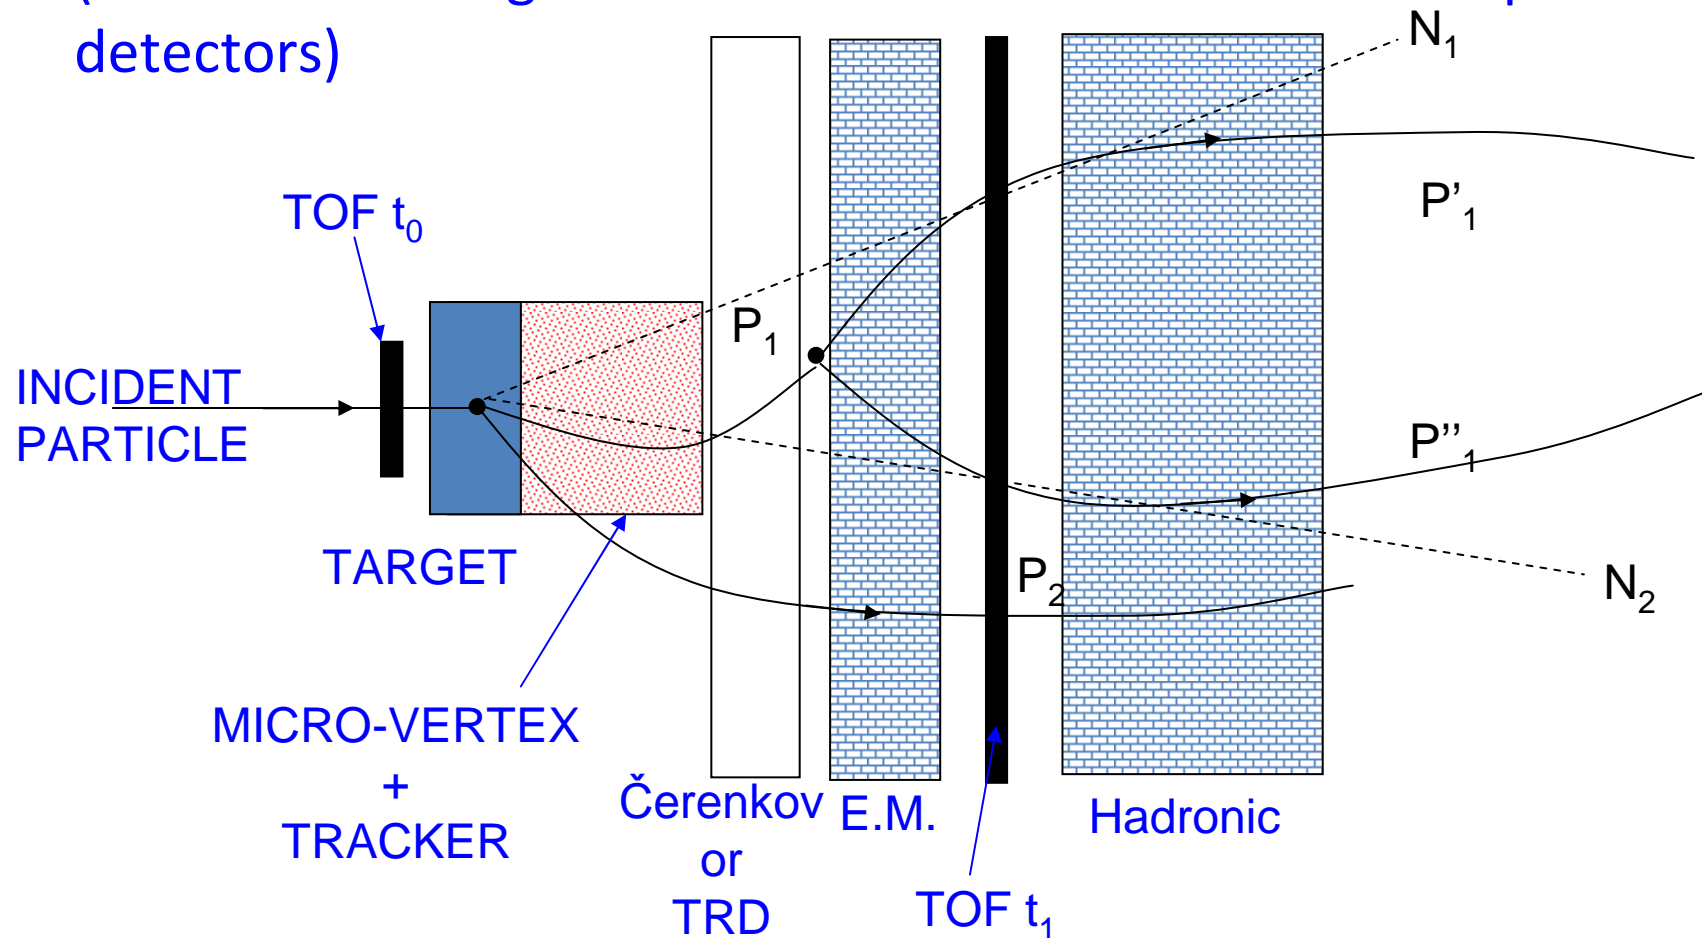 detectors)
N₁
P'₁
TOF t₀
P₁
INCIDENT
PARTICLE
P''₁
TARGET
P₂
N₂
MICRO-VERTEX
+
TRACKER
Čerenkov
or
TRD
E.M.
Hadronic
TOF t₁